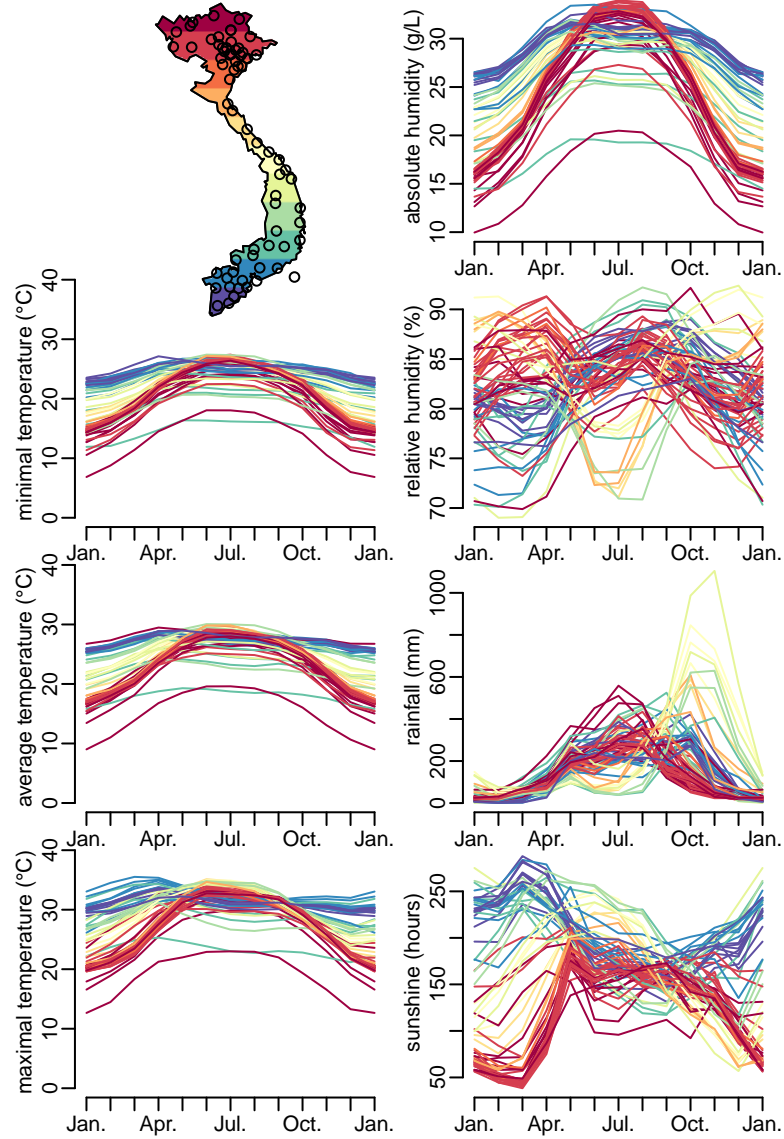 absolute humidity (g/L)
30
25
20
15
10
Jan. Apr. Jul. Oct. Jan.
minimal temperature (°C)
40
30
20
10
0
Jan. Apr. Jul. Oct. Jan.
relative humidity (%)
90
85
80
75
70
Jan. Apr. Jul. Oct. Jan.
average temperature (°C)
40
30
20
10
0
Jan. Apr. Jul. Oct. Jan.
rainfall (mm)
1000
600
200
0
Jan. Apr. Jul. Oct. Jan.
maximal temperature (°C)
40
30
20
10
0
Jan. Apr. Jul. Oct. Jan.
sunshine (hours)
250
150
50
Jan. Apr. Jul. Oct. Jan.